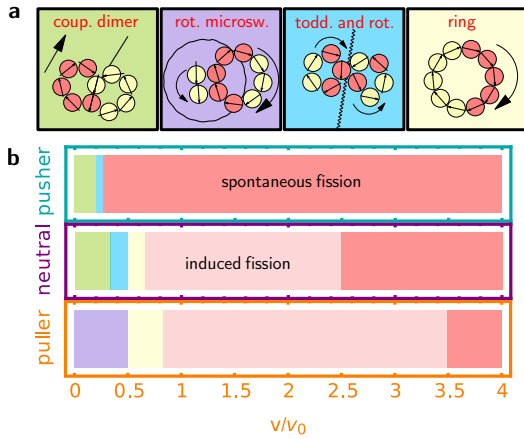 a
coup. dimer
rot. microsw.
todd. and rot.
ring
b
pusher
spontaneous fission
neutral
induced fission
puller
0 0.5 1 1.5 2 2.5 3 3.5 4
v/v₀